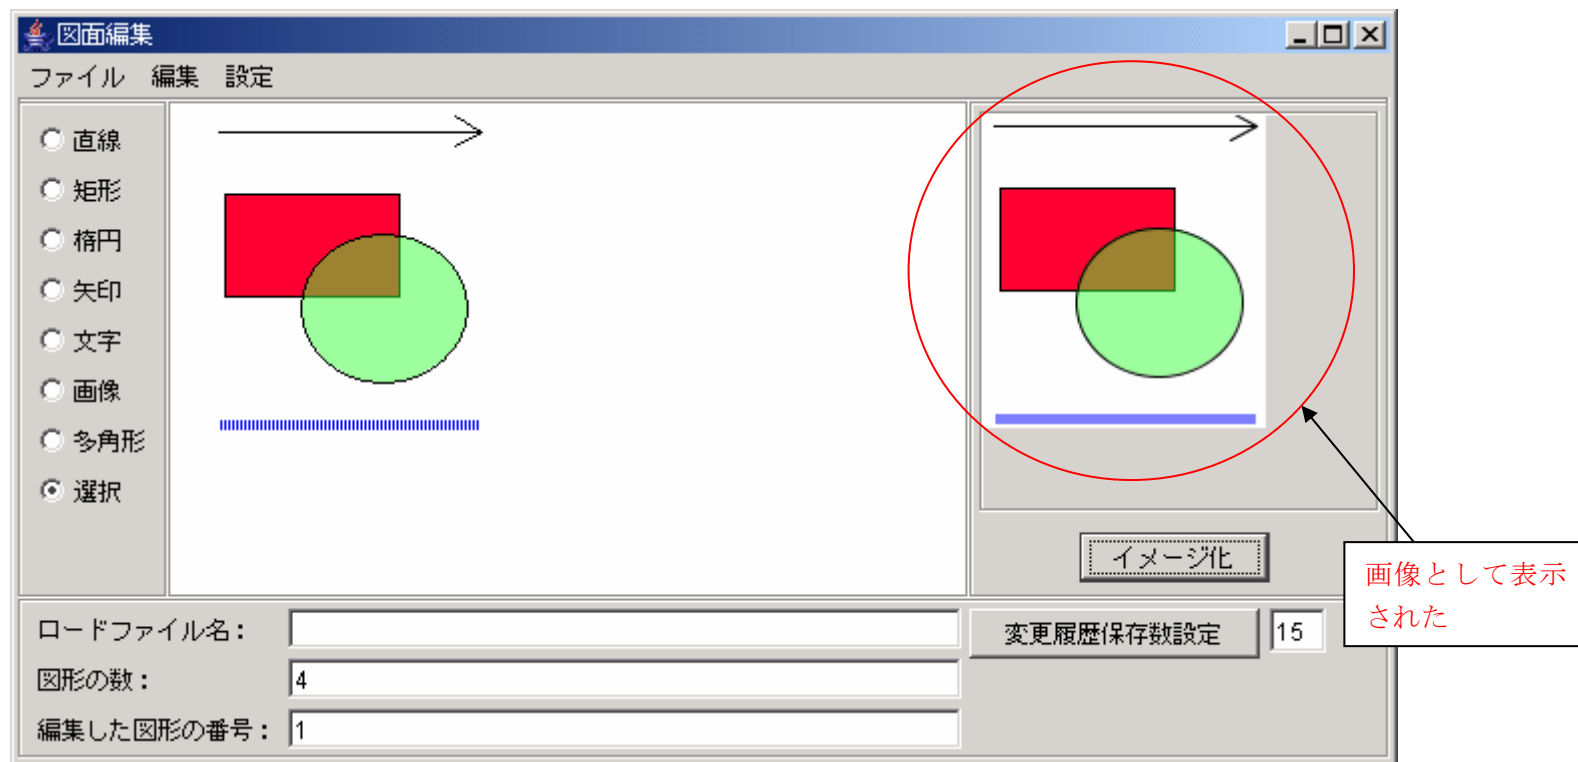 図面編集
ファイル 編集 設定
直線
矩形
楕円
矢印
文字
画像
多角形
選択
イメージ化
画像として表示
された
ロードファイル名：
変更履歴保存数設定 15
図形の数： 4
編集した図形の番号： 1